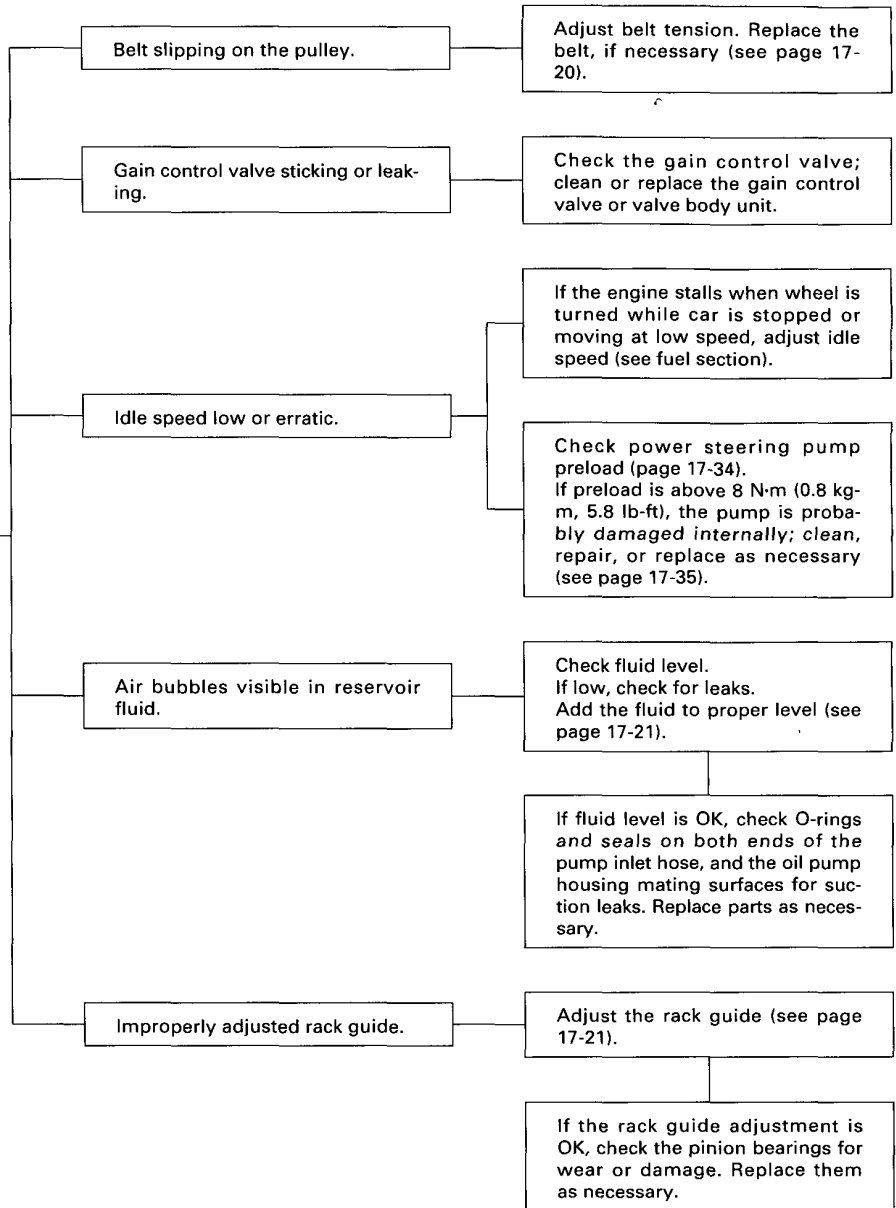 Belt slipping on the pulley.
Adjust belt tension. Replace the
belt, if necessary (see page 17-
20).
Gain control valve sticking or leak-
ing.
Check the gain control valve;
clean or replace the gain control
valve or valve body unit.
Idle speed low or erratic.
If the engine stalls when wheel is
turned while car is stopped or
moving at low speed, adjust idle
speed (see fuel section).
Check power steering pump
preload (page 17-34).
If preload is above 8 N·m (0.8 kg-
m, 5.8 lb-ft), the pump is proba-
bly damaged internally; clean,
repair, or replace as necessary
(see page 17-35).
Air bubbles visible in reservoir
fluid.
Check fluid level.
If low, check for leaks.
Add the fluid to proper level (see
page 17-21).
If fluid level is OK, check O-rings
and seals on both ends of the
pump inlet hose, and the oil pump
housing mating surfaces for suc-
tion leaks. Replace parts as neces-
sary.
Improperly adjusted rack guide.
Adjust the rack guide (see page
17-21).
If the rack guide adjustment is
OK, check the pinion bearings for
wear or damage. Replace them
as necessary.